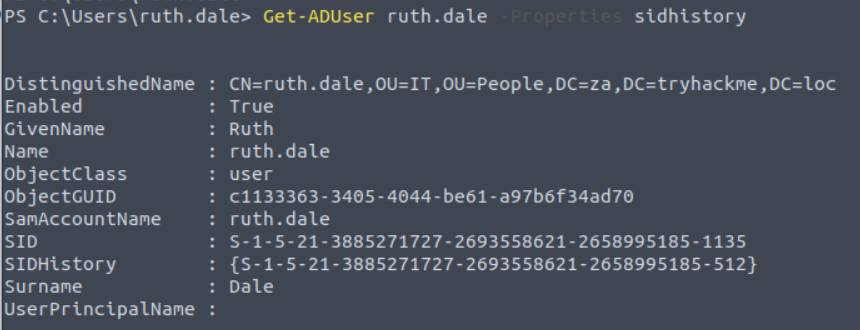 PS C:\Users\ruth.dale> Get-ADUser ruth.dale -Properties sidhistory
DistinguishedName : CN=ruth.dale,OU=IT,OU=People,DC=za,DC=tryhackme,DC=loc
Enabled           : True
GivenName         : Ruth
Name              : ruth.dale
ObjectClass       : user
ObjectGUID        : c1133363-3405-4044-be61-a97b6f34ad70
SamAccountName    : ruth.dale
SID               : S-1-5-21-3885271727-2693558621-2658995185-1135
SIDHistory        : {S-1-5-21-3885271727-2693558621-2658995185-512}
Surname           : Dale
UserPrincipalName :